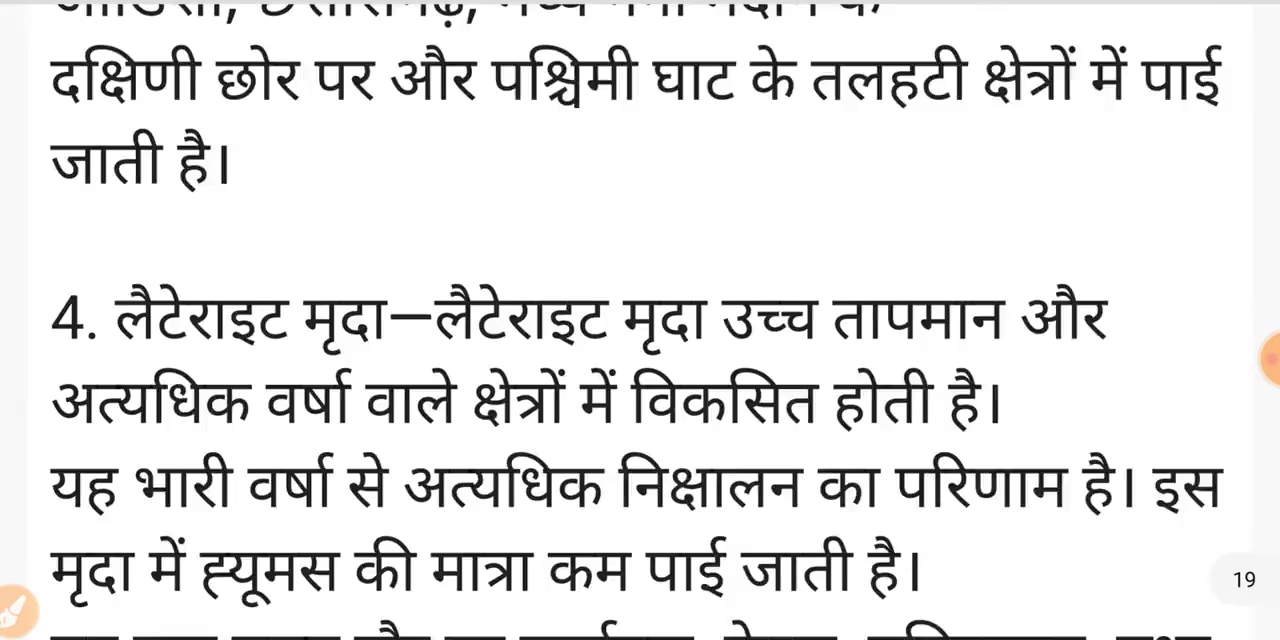 दक्षिणी छोर पर और पश्चिमी घाट के तलहटी क्षेत्रों में पाई
जाती है।
4. लैटेराइट मृदा—लैटेराइट मृदा उच्च तापमान और
अत्यधिक वर्षा वाले क्षेत्रों में विकसित होती है।
यह भारी वर्षा से अत्यधिक निक्षालन का परिणाम है। इस
मृदा में ह्यूमस की मात्रा कम पाई जाती है।
19